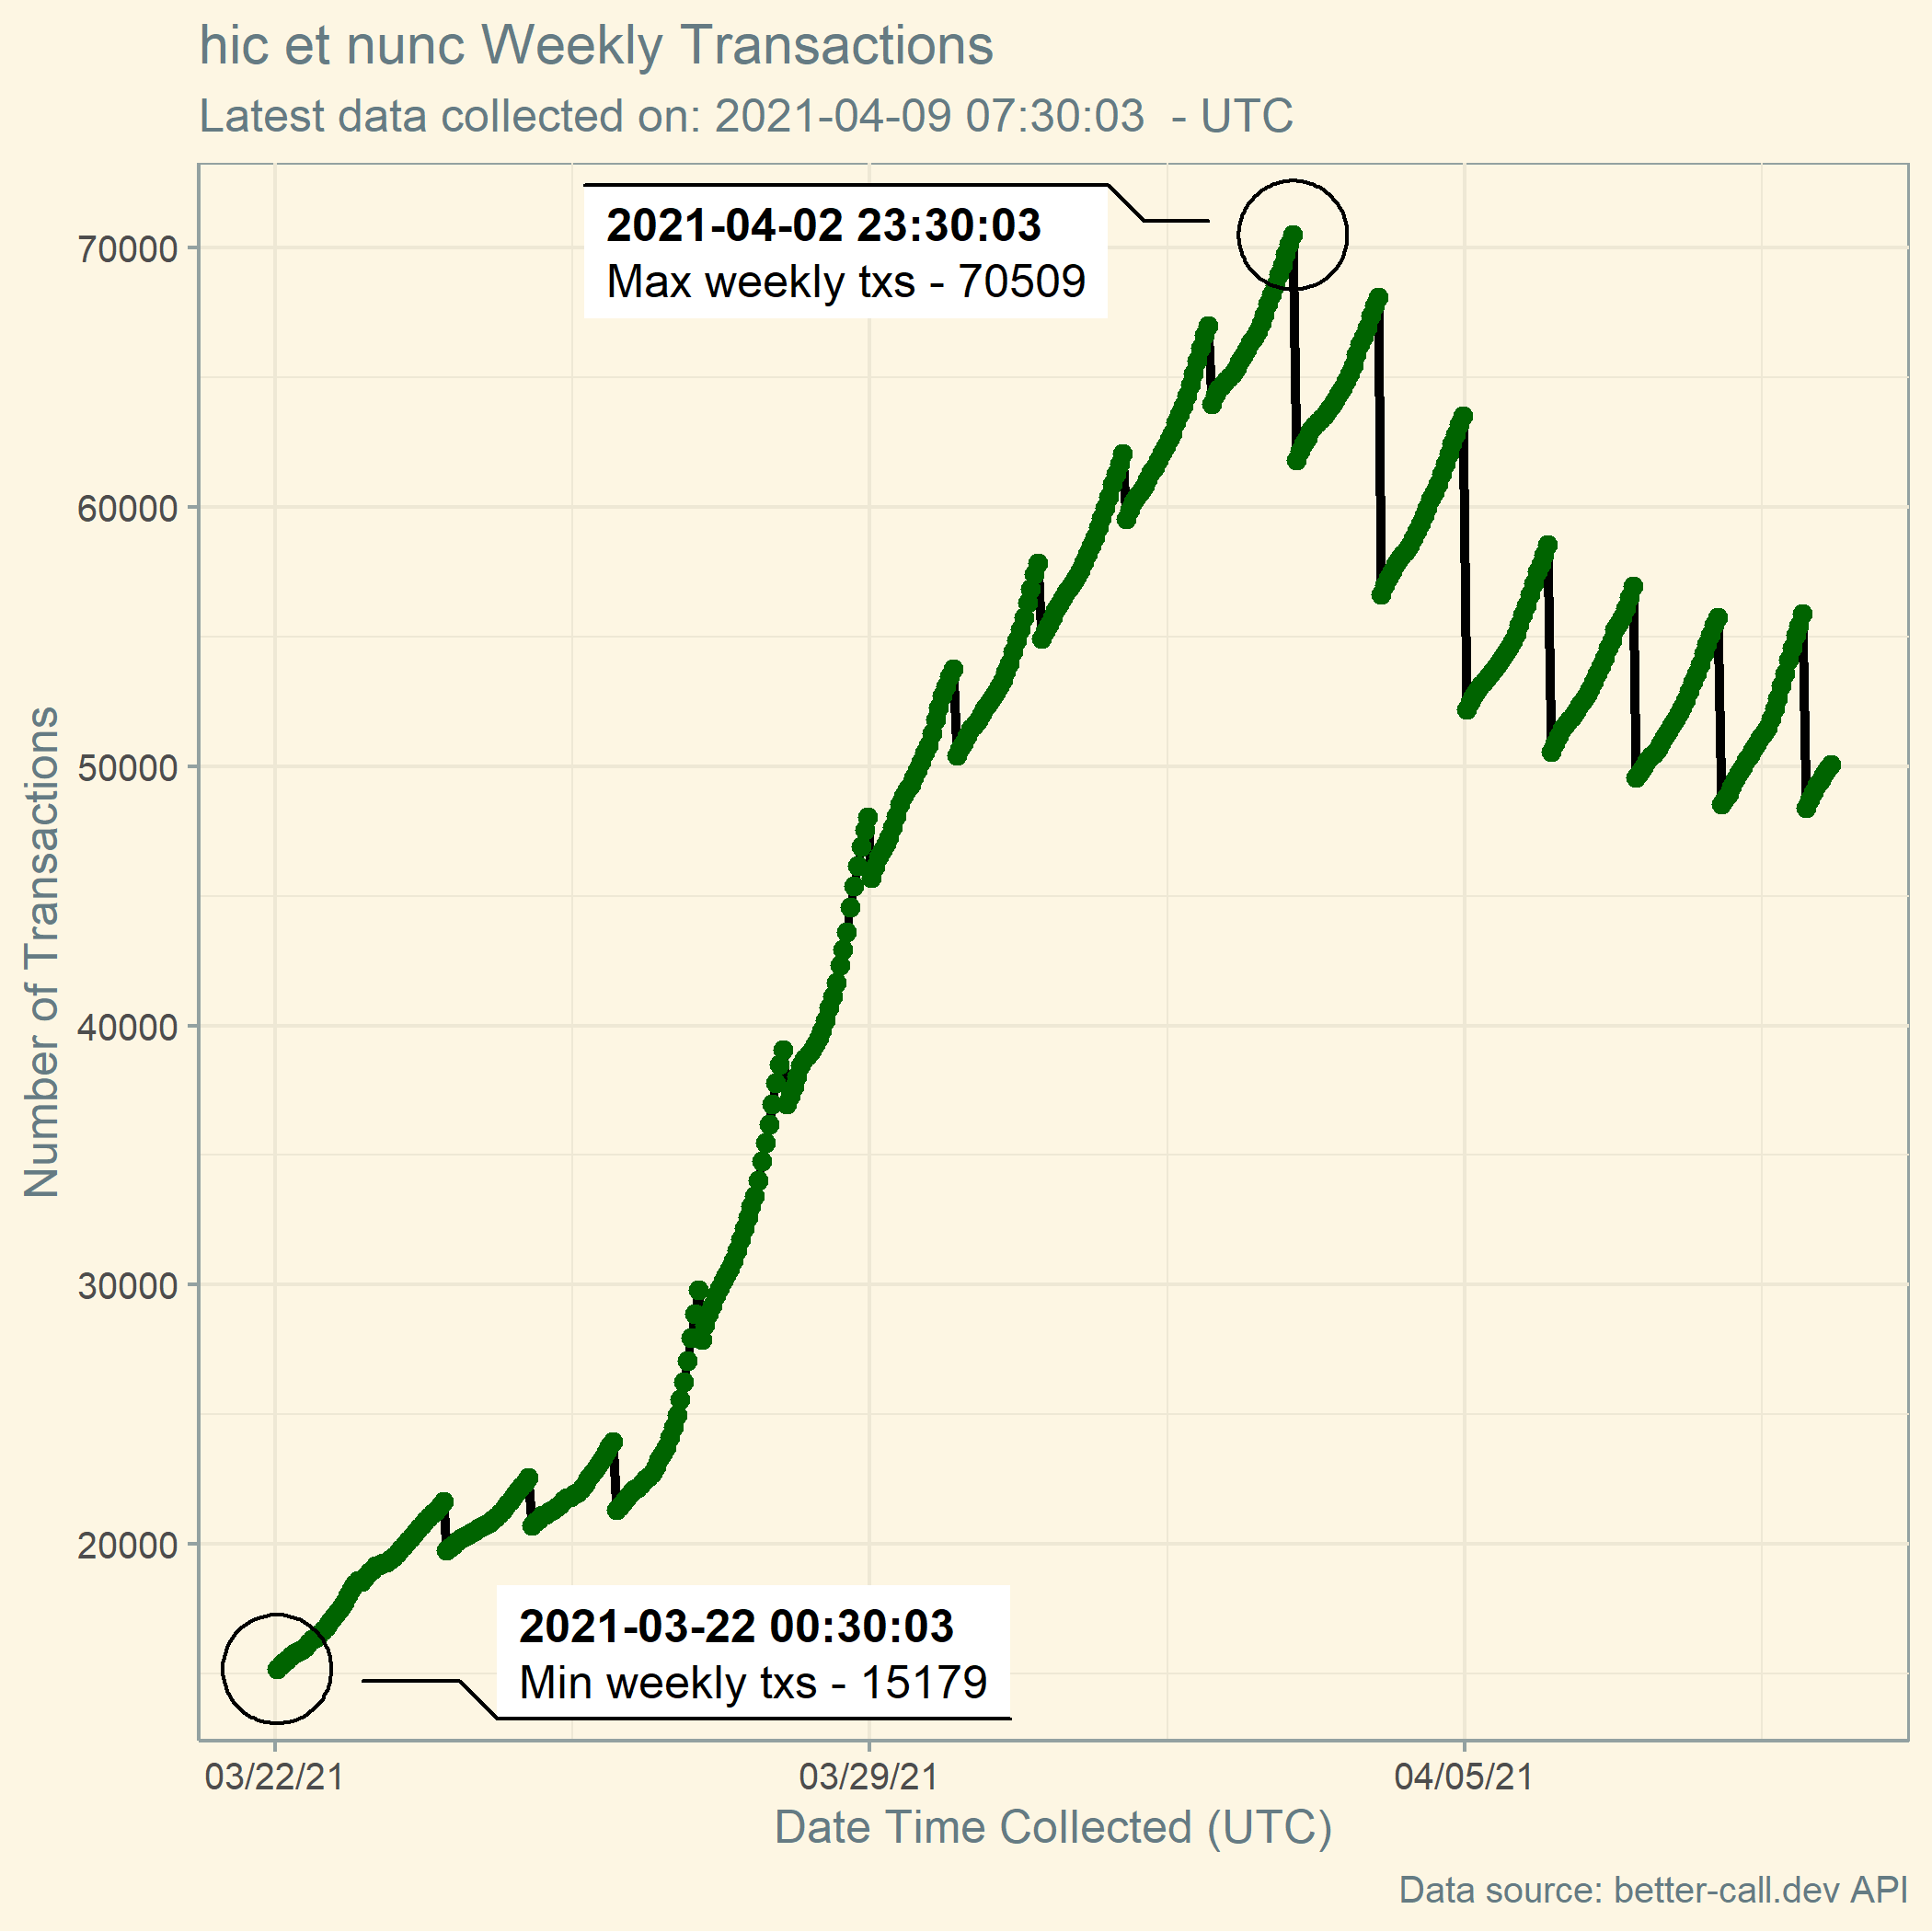 hic et nunc Weekly Transactions
Latest data collected on: 2021-04-09 07:30:03  - UTC
2021-04-02 23:30:03
Max weekly txs - 70509
70000
60000
50000
40000
30000
20000
Number of Transactions
2021-03-22 00:30:03
Min weekly txs - 15179
03/22/21
03/29/21
04/05/21
Date Time Collected (UTC)
Data source: better-call.dev API